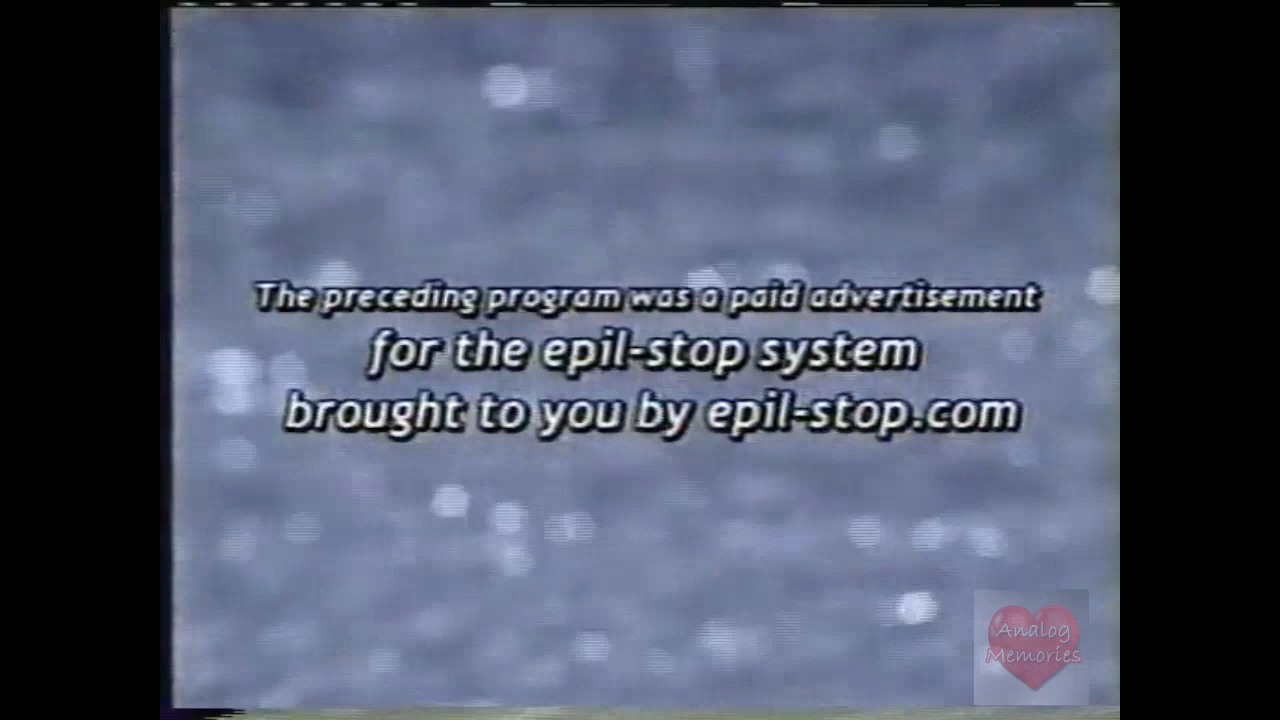 The preceding program was a paid advertisement
for the epil-stop system
brought to you by epil-stop.com
Analog
Memories